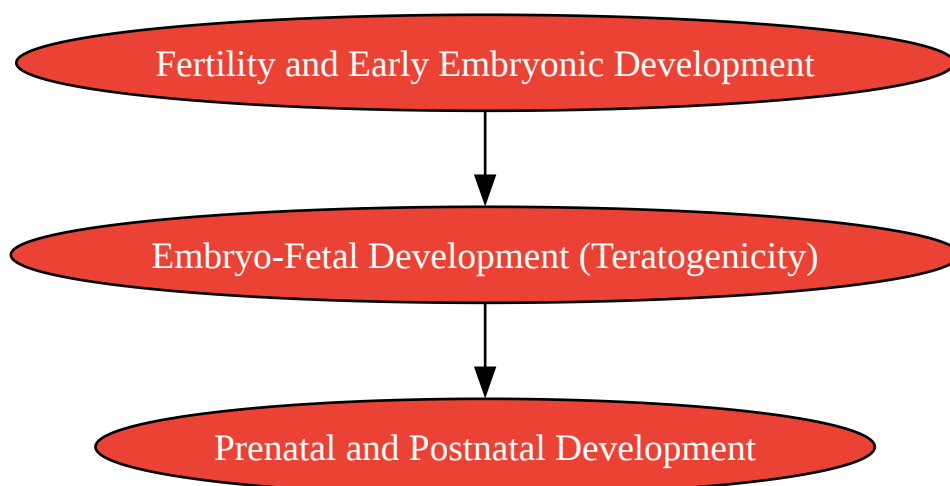 Fertility and Early Embryonic Development
Embryo-Fetal Development (Teratogenicity)
Prenatal and Postnatal Development